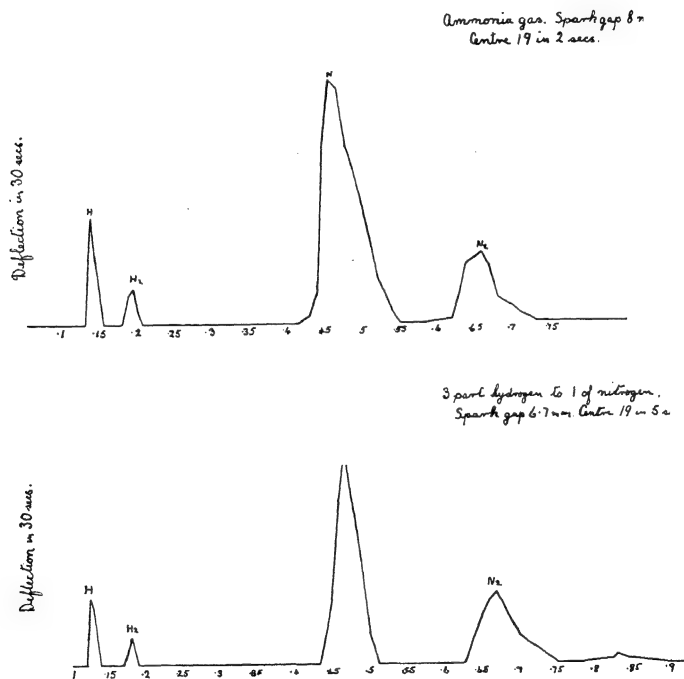 Ammonia gas. Spark gap 8
Centre 19 in 2 secs.
Deflection in 30 secs.
N
H
H2
N2
.1 .15 .2 .25 .3 .35 .4 .45 .5 .55 .6 .65 .7 .75
3 part hydrogen to 1 of nitrogen.
Spark gap 6.7 mm. Centre 19 in 5 s
Deflection in 30 secs.
H
H2
N2
1 .15 .2 .25 .3 .4 .5 .55 .6 .7 .75 .8 .85 .9